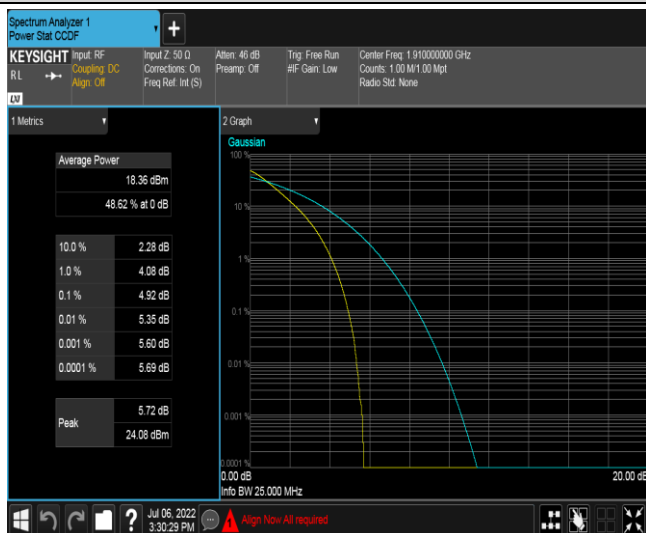 Spectrum Analyzer 1
Power Stat CCDF
+
KEYSIGHT
RL
LXI
Input: RF
Coupling: DC
Align: Off
Input Z: 50 Ω
Corrections: On
Freq Ref: Int (S)
Atten: 46 dB
Preamp: Off
Trig: Free Run
#IF Gain: Low
Center Freq: 1.910000000 GHz
Counts: 1.00 M/1.00 Mpt
Radio Std: None
1 Metrics
Average Power
18.36 dBm
48.62 % at 0 dB
10.0 % 2.28 dB
1.0 % 4.08 dB
0.1 % 4.92 dB
0.01 % 5.35 dB
0.001 % 5.60 dB
0.0001 % 5.69 dB
Peak
5.72 dB
24.08 dBm
2 Graph
Gaussian
100 %
10 %
1 %
0.1 %
0.01 %
0.001 %
0.0001 %
0.00 dB 20.00 dB
Info BW 25.000 MHz
?
Jul 06, 2022
3:30:29 PM
Align Now All required